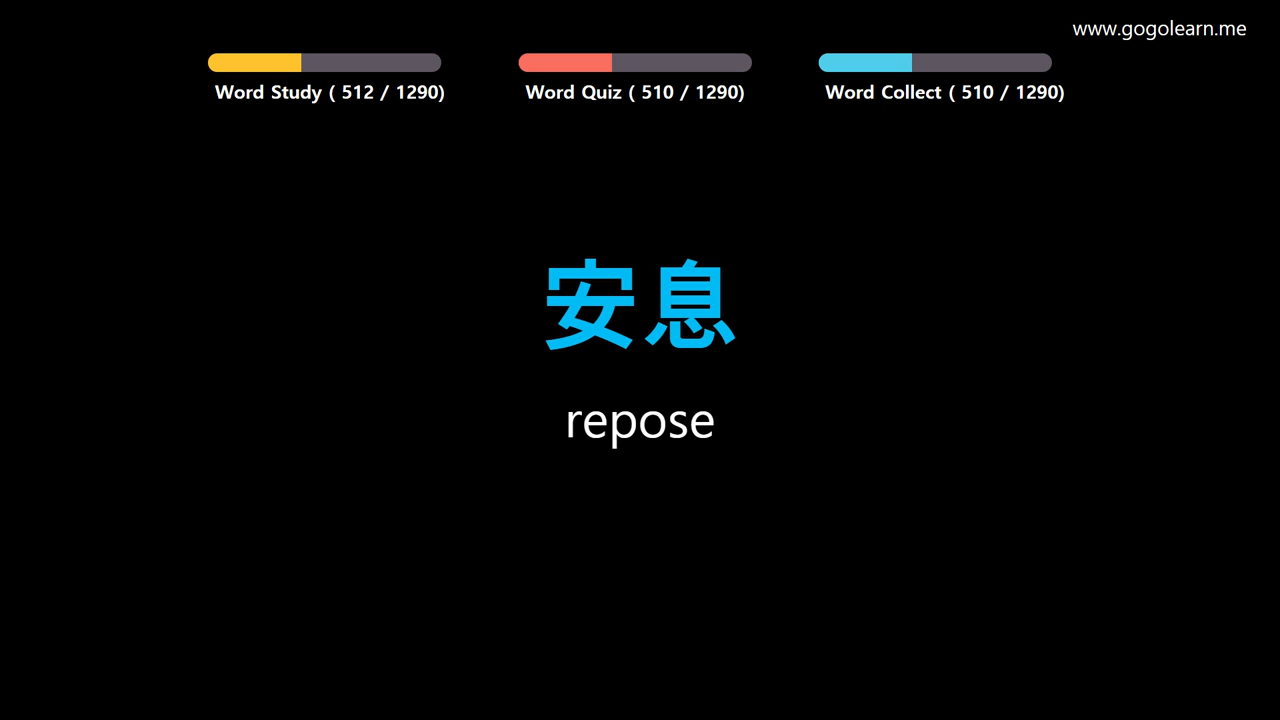 www.gogolearn.me
Word Study ( 512 / 1290)
Word Quiz ( 510 / 1290)
Word Collect ( 510 / 1290)
安息
repose